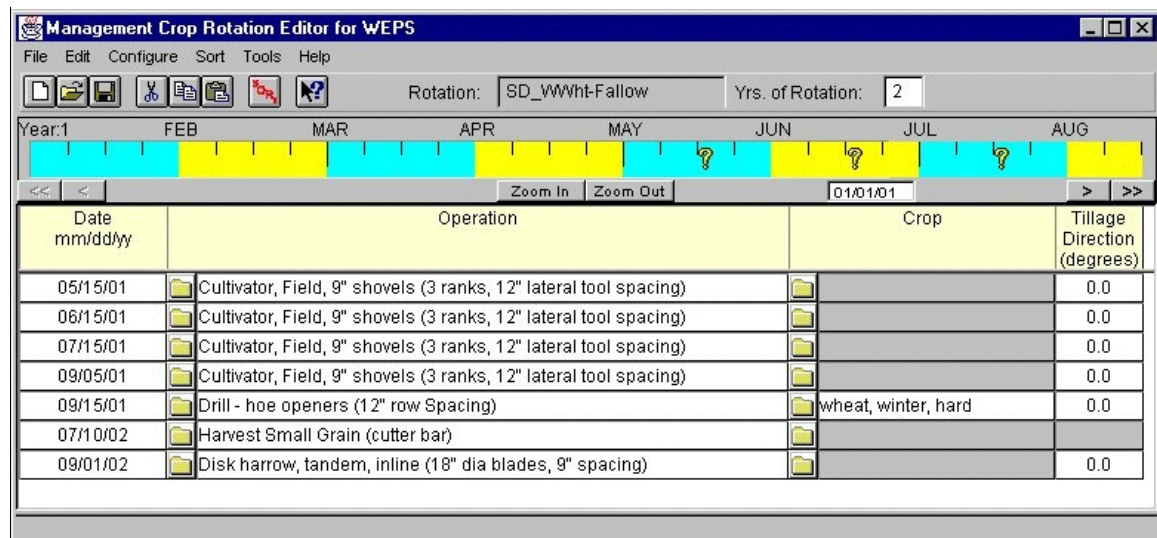 Management Crop Rotation Editor for WEPS
File Edit Configure Sort Tools Help
Rotation: SD_WWht-Fallow Yrs. of Rotation: 2
Year:1 FEB MAR APR MAY JUN JUL AUG
<< < Zoom In Zoom Out 01/01/01 > >>
Date Operation Crop Tillage
mm/dd/yy Direction
(degrees)
05/15/01 Cultivator, Field, 9" shovels (3 ranks, 12" lateral tool spacing) 0.0
06/15/01 Cultivator, Field, 9" shovels (3 ranks, 12" lateral tool spacing) 0.0
07/15/01 Cultivator, Field, 9" shovels (3 ranks, 12" lateral tool spacing) 0.0
09/05/01 Cultivator, Field, 9" shovels (3 ranks, 12" lateral tool spacing) 0.0
09/15/01 Drill - hoe openers (12" row Spacing) wheat, winter, hard 0.0
07/10/02 Harvest Small Grain (cutter bar)
09/01/02 Disk harrow, tandem, inline (18" dia blades, 9" spacing) 0.0